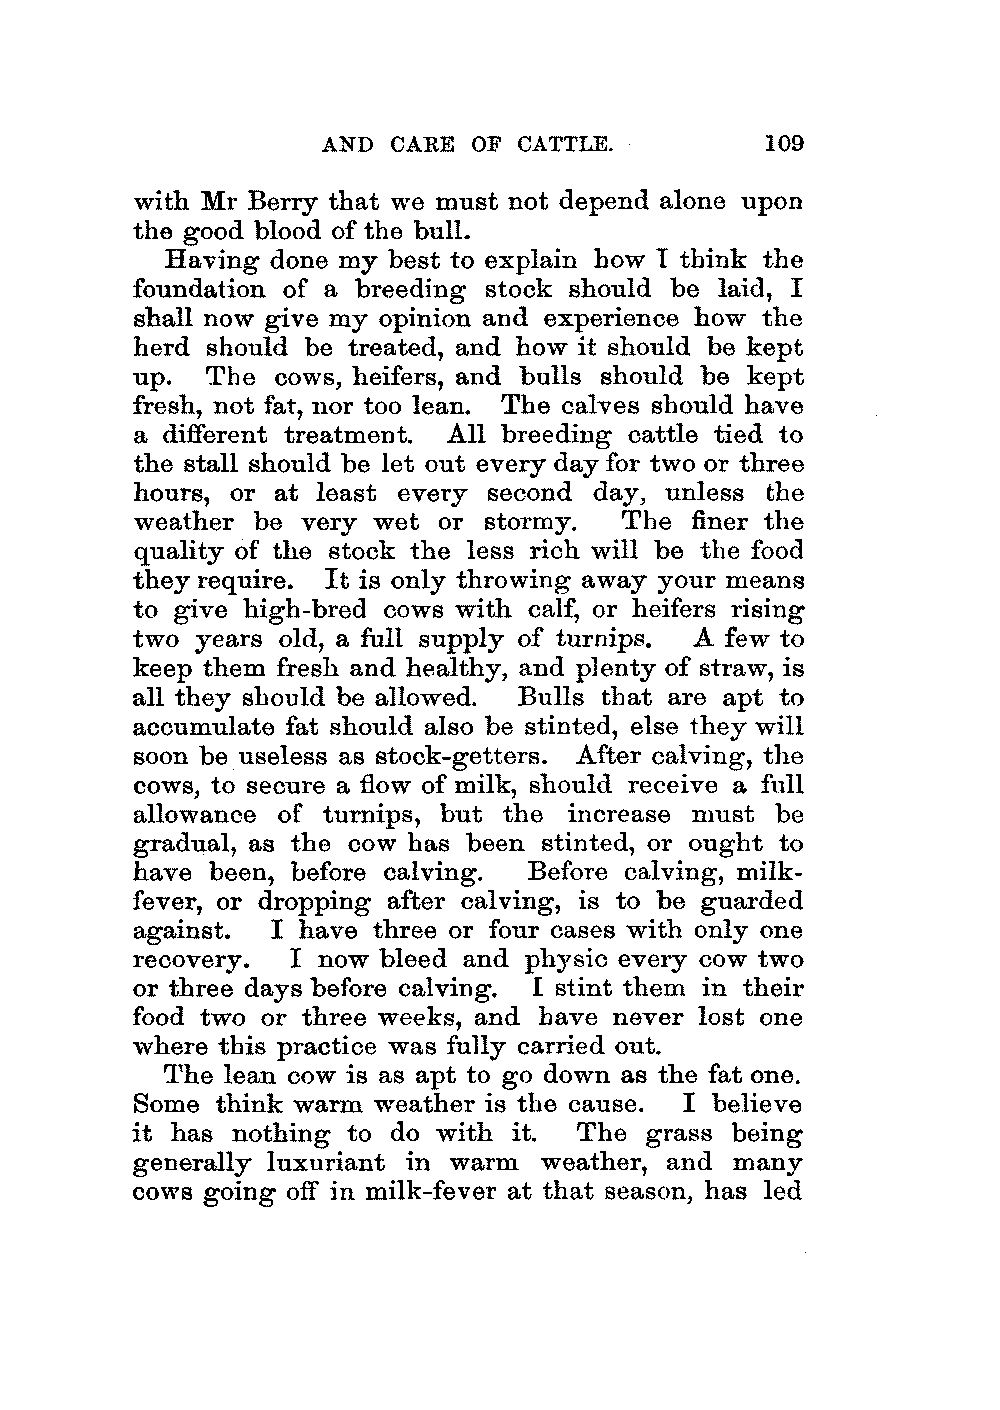 AND CARE OF CATTLE. 109
with Mr Berry that we must not depend alone upon
the good blood of the bull.
Having done my best to explain how I think the
foundation of a breeding stock should be laid, I
shall now give my opinion and experience how the
herd should be treated, and how it should be kept
up. The cows, heifers, and bulls should be kept
fresh, not fat, nor too lean. The calves should have
a different treatment. All breeding cattle tied to
the stall should be let out every day for two or three
hours, or at least every second day, unless the
weather be very wet or stormy. The finer the
quality of the stock the less rich will be the food
they require. It is only throwing away your means
to give high-bred cows with calf, or heifers rising
two years old, a full supply of turnips. A few to
keep them fresh and healthy, and plenty of straw, is
all they should be allowed. Bulls that are apt to
accumulate fat should also be stinted, else they will
soon be useless as stock-getters. After calving, the
cows, to secure a flow of milk, should receive a full
allowance of turnips, but the increase must be
gradual, as the cow has been stinted, or ought to
have been, before calving. Before calving, milk-
fever, or dropping after calving, is to be guarded
against. I have three or four cases with only one
recovery. I now bleed and physic every cow two
or three days before calving. I stint them in their
food two or three weeks, and have never lost one
where this practice was fully carried out.
The lean cow is as apt to go down as the fat one.
Some think warm weather is the cause. I believe
it has nothing to do with it. The grass being
generally luxuriant in warm weather, and many
cows going off in milk-fever at that season, has led